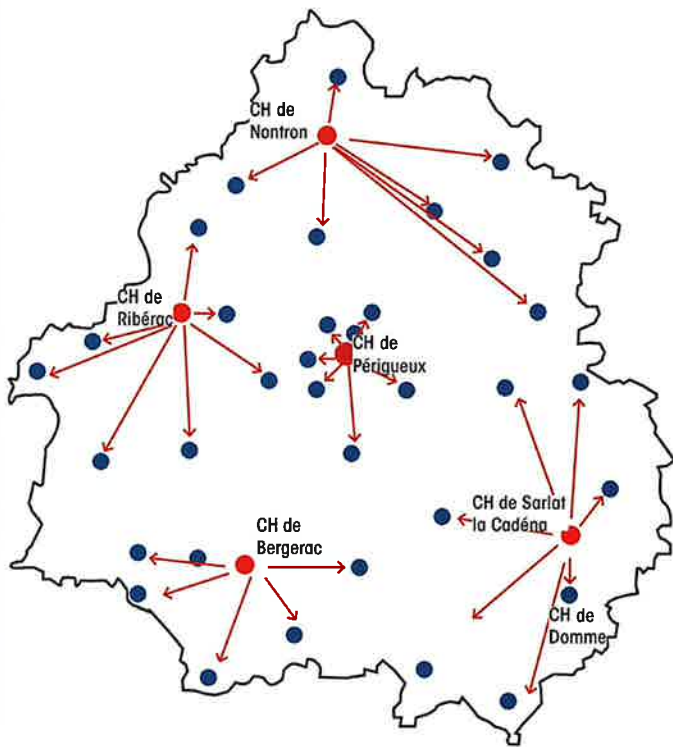 CH de
Nontron
CH de
Ribérac
CH de
Périgueux
CH de Sarlat
la Cadéna
CH de
Bergerac
CH de
Domme